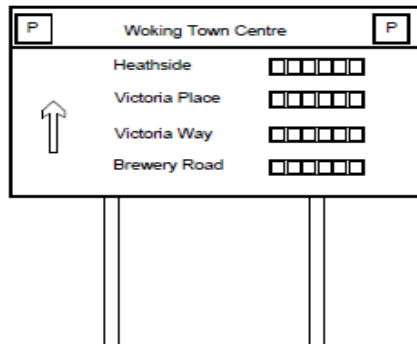 P Woking Town Centre P
Heathside
Victoria Place
Victoria Way
Brewery Road